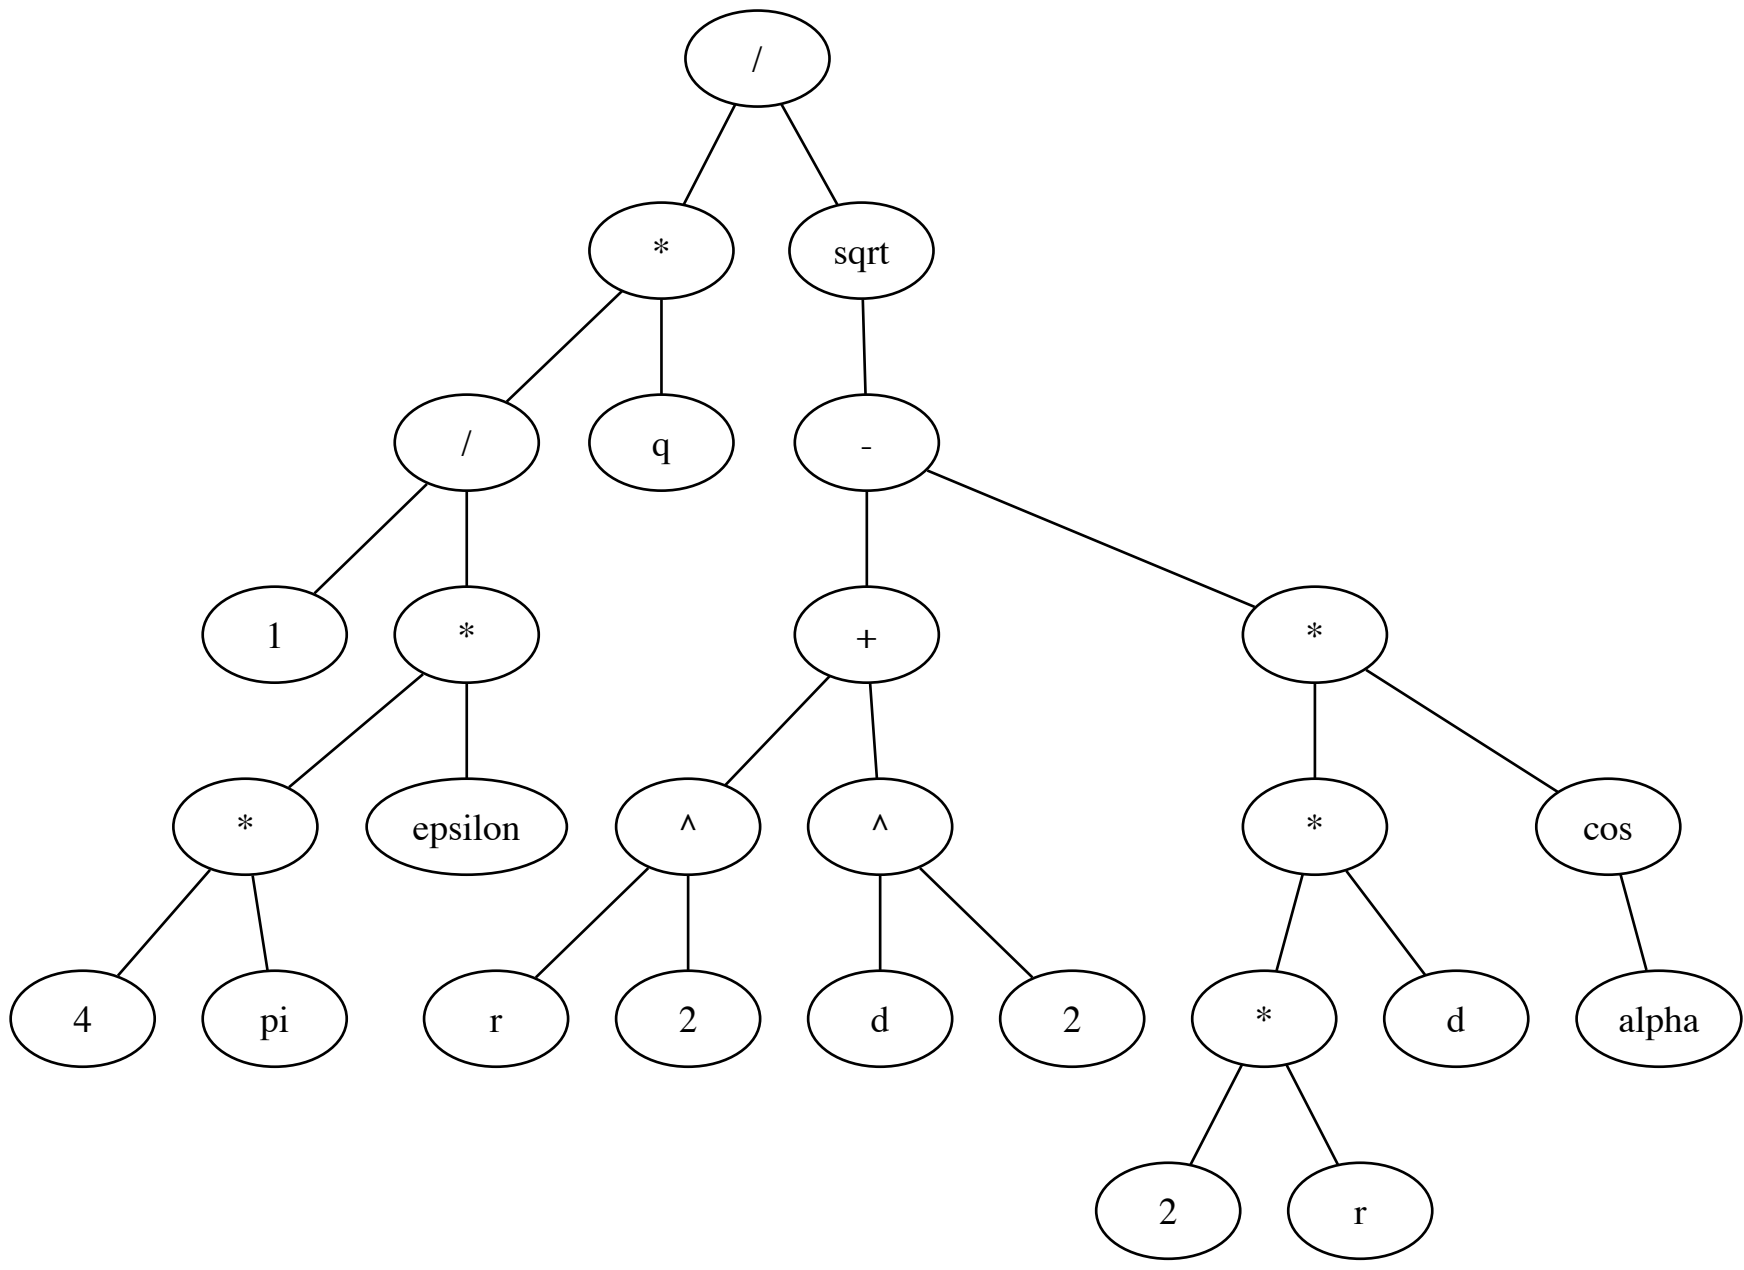 /
* sqrt
/ q -
1 * + *
* epsilon ^ ^ * cos
4 pi r 2 d 2 * d alpha
2 r